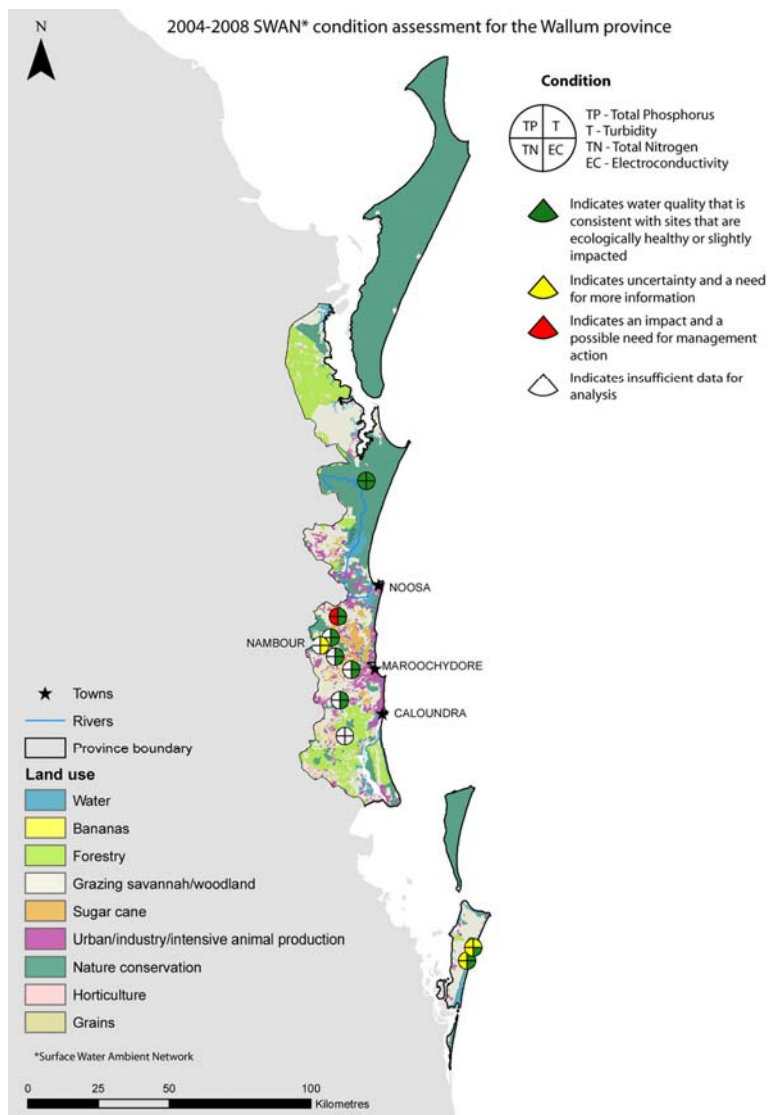 2004-2008 SWAN* condition assessment for the Wallum province
N
Condition
TP
T
TN
EC
TP - Total Phosphorus
T - Turbidity
TN - Total Nitrogen
EC - Electroconductivity
Indicates water quality that is
consistent with sites that are
ecologically healthy or slightly
impacted
Indicates uncertainty and a need
for more information
Indicates an impact and a
possible need for management
action
Indicates insufficient data for
analysis
NOOSA
NAMBOUR
MAROOCHYDORE
CALOUNDRA
Towns
Rivers
Province boundary
Land use
Water
Bananas
Forestry
Grazing savannah/woodland
Sugar cane
Urban/industry/intensive animal production
Nature conservation
Horticulture
Grains
*Surface Water Ambient Network
0 25 50 100
Kilometres